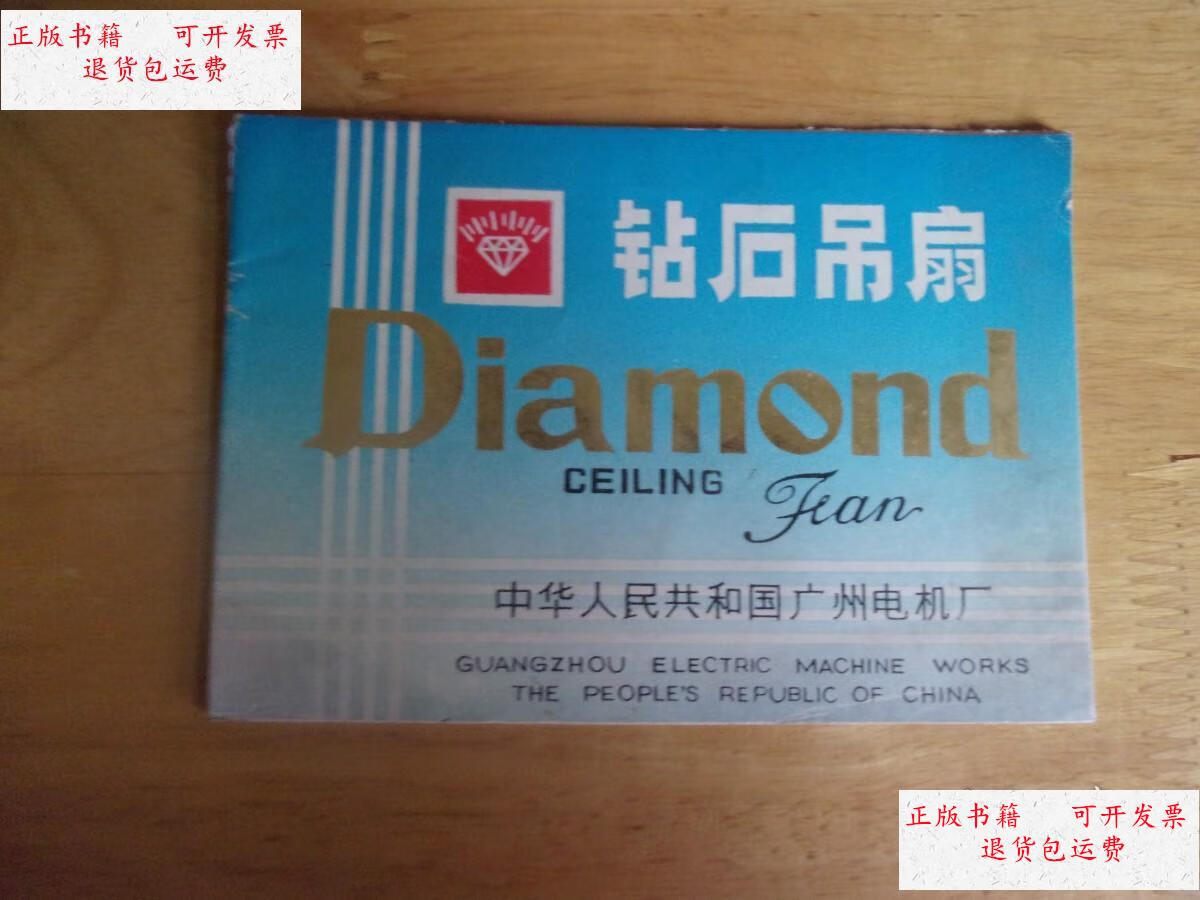 正版书籍 可开发票
退货包运费
钻石吊扇
Diamond
CEILING Fan
中华人民共和国广州电机厂
GUANGZHOU ELECTRIC MACHINE WORKS
THE PEOPLE'S REPUBLIC OF CHINA
正版书籍 可开发票
退货包运费